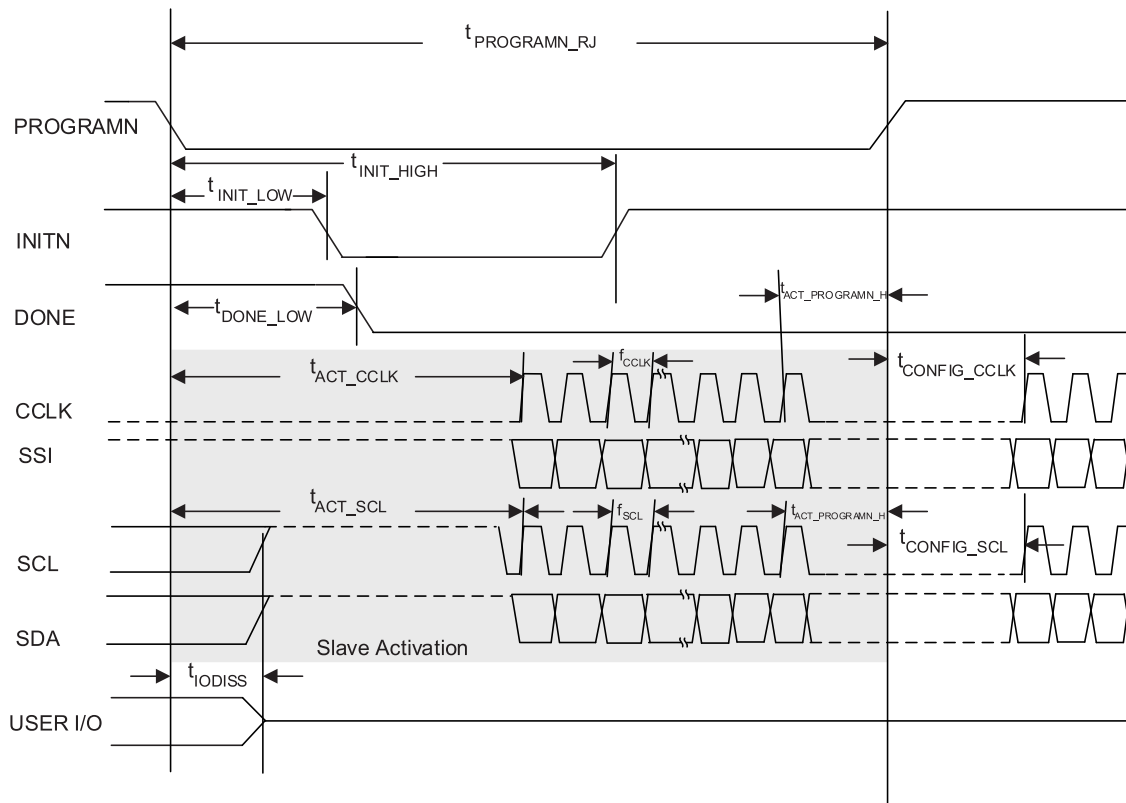 t PROGRAMN_RJ
PROGRAMN
t INIT_HIGH
t INIT_LOW
INITN
t DONE_LOW
t ACT_PROGRAMN_H
DONE
t ACT_CCLK
f CCLK
t CONFIG_CCLK
CCLK
SSI
t ACT_SCL
f SCL
t ACT_PROGRAMN_H
t CONFIG_SCL
SCL
SDA
Slave Activation
t IODISS
USER I/O